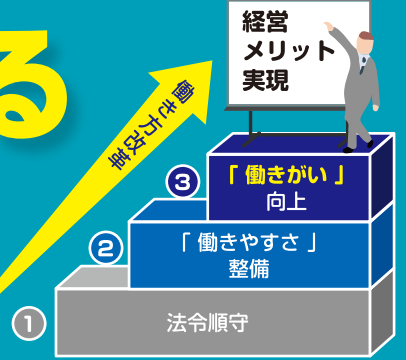 る
経営
メリット
実現
働き方改革
3
「働きがい」
向上
2
「働きやすさ」
整備
1
法令順守